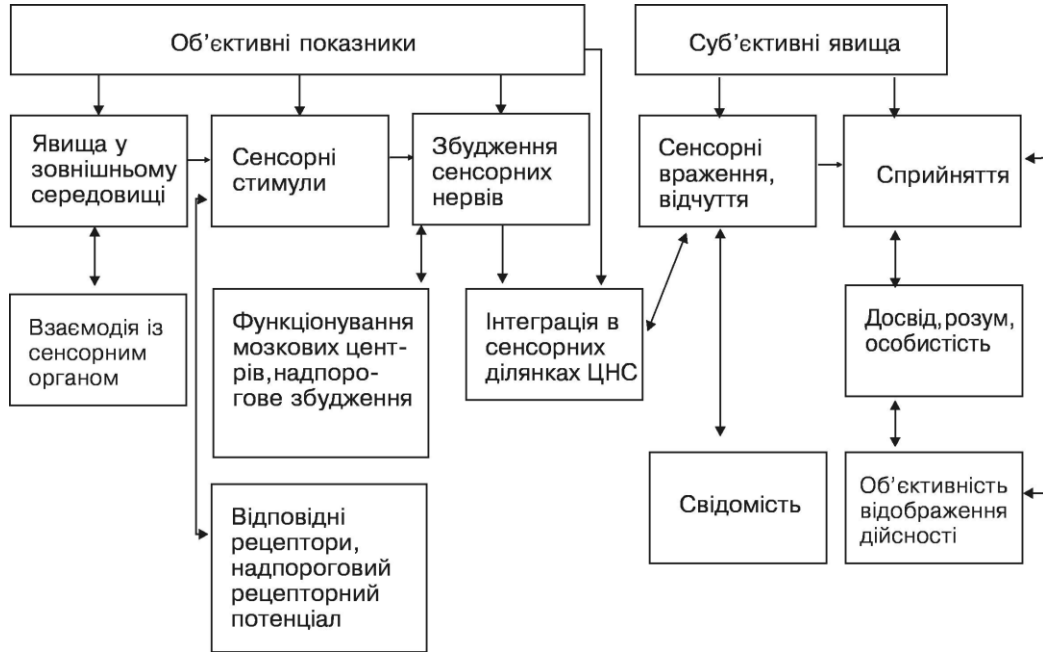 Об’єктивні показники
Суб’єктивні явища
Явища у
зовнішньому
середовищі
Сенсорні
стимули
Збудження
сенсорних
нервів
Сенсорні
враження,
відчуття
Сприйняття
Взаємодія із
сенсорним
органом
Функціонування
мозкових цент-
рів,надпоро-
гове збудження
Інтеграція в
сенсорних
ділянках ЦНС
Досвід,розум,
особистість
Відповідні
рецептори,
надпороговий
рецепторний
потенціал
Свідомість
Об’єктивність
відображення
дійсності